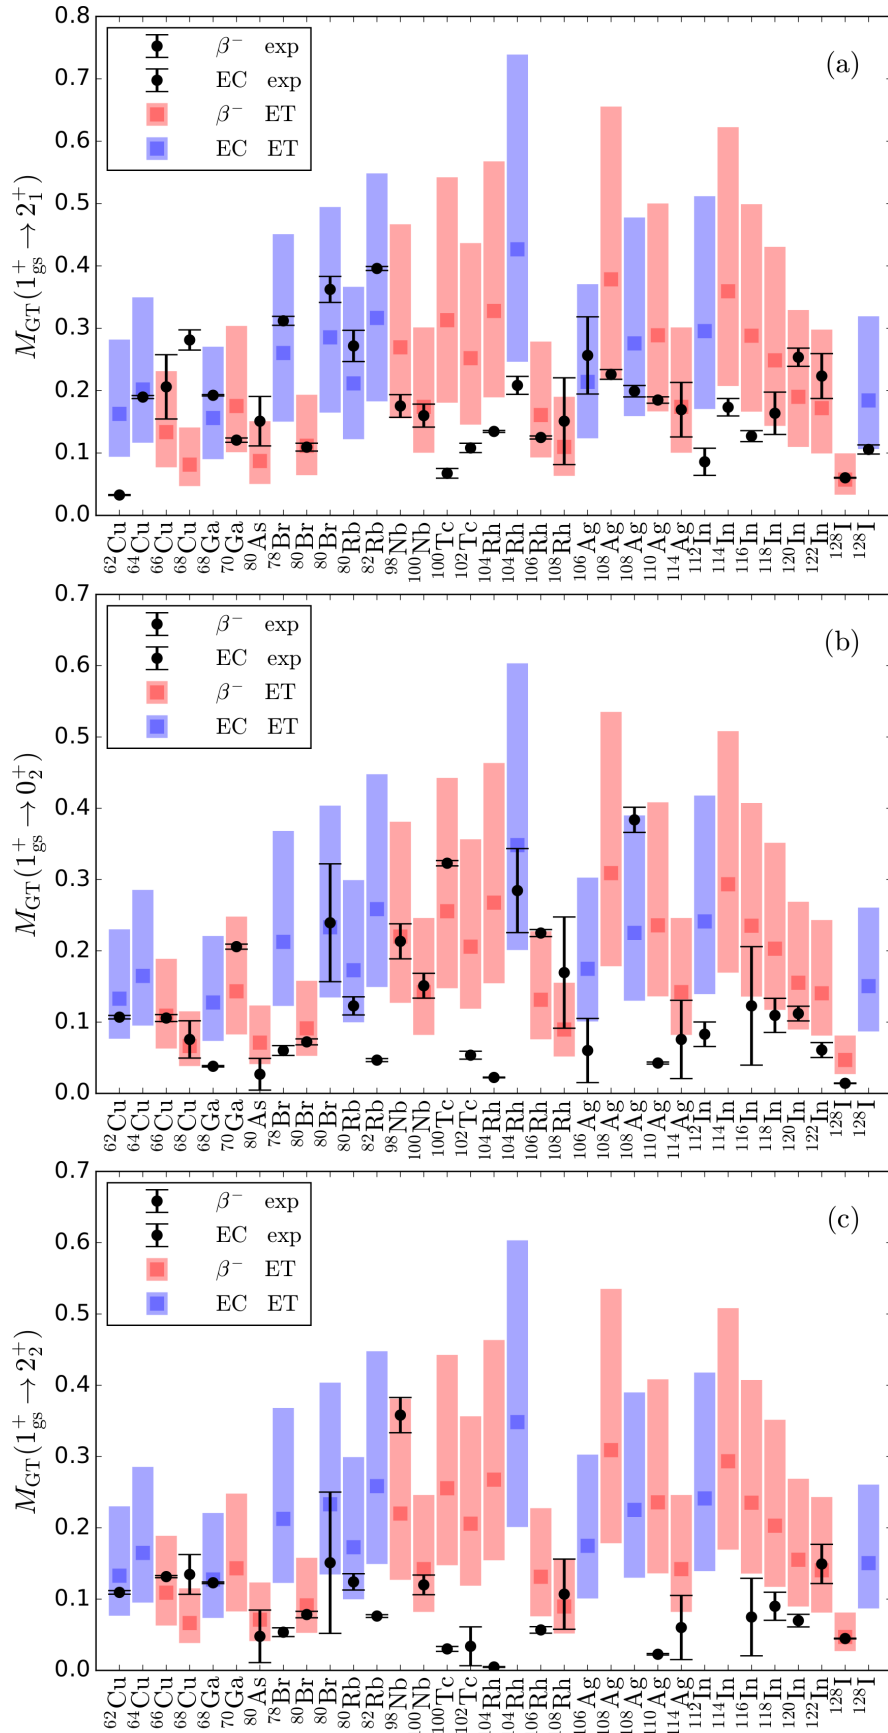 0.8
0.7
0.6
0.5
0.4
0.3
0.2
0.1
0.0
M_GT(1⁺_gs → 2⁺_1)
(a)
β⁻ exp
EC exp
β⁻ ET
EC ET
⁶²Cu
⁶⁴Cu
⁶⁶Cu
⁶⁸Cu
⁶⁸Ga
⁷⁰Ga
⁸⁰As
⁷⁸Br
⁸⁰Br
⁸⁰Br
⁸⁰Rb
⁸²Rb
⁹⁸Nb
¹⁰⁰Nb
¹⁰⁰Tc
¹⁰²Tc
¹⁰⁴Rh
¹⁰⁴Rh
¹⁰⁶Rh
¹⁰⁸Rh
¹⁰⁶Ag
¹⁰⁸Ag
¹⁰⁸Ag
¹¹⁰Ag
¹¹⁴Ag
¹¹²In
¹¹⁴In
¹¹⁶In
¹¹⁸In
¹²⁰In
¹²²In
¹²⁸I
¹²⁸I
0.7
0.6
0.5
0.4
0.3
0.2
0.1
0.0
M_GT(1⁺_gs → 0⁺_2)
(b)
β⁻ exp
EC exp
β⁻ ET
EC ET
⁶²Cu
⁶⁴Cu
⁶⁶Cu
⁶⁸Cu
⁶⁸Ga
⁷⁰Ga
⁸⁰As
⁷⁸Br
⁸⁰Br
⁸⁰Br
⁸⁰Rb
⁸²Rb
⁹⁸Nb
¹⁰⁰Nb
¹⁰⁰Tc
¹⁰²Tc
¹⁰⁴Rh
¹⁰⁴Rh
¹⁰⁶Rh
¹⁰⁸Rh
¹⁰⁶Ag
¹⁰⁸Ag
¹⁰⁸Ag
¹¹⁰Ag
¹¹⁴Ag
¹¹²In
¹¹⁴In
¹¹⁶In
¹¹⁸In
¹²⁰In
¹²²In
¹²⁸I
¹²⁸I
0.7
0.6
0.5
0.4
0.3
0.2
0.1
0.0
M_GT(1⁺_gs → 2⁺_2)
(c)
β⁻ exp
EC exp
β⁻ ET
EC ET
⁶²Cu
⁶⁴Cu
⁶⁶Cu
⁶⁸Cu
⁶⁸Ga
⁷⁰Ga
⁸⁰As
⁷⁸Br
⁸⁰Br
⁸⁰Br
⁸⁰Rb
⁸²Rb
⁹⁸Nb
¹⁰⁰Nb
¹⁰⁰Tc
¹⁰²Tc
¹⁰⁴Rh
¹⁰⁴Rh
¹⁰⁶Rh
¹⁰⁸Rh
¹⁰⁶Ag
¹⁰⁸Ag
¹⁰⁸Ag
¹¹⁰Ag
¹¹⁴Ag
¹¹²In
¹¹⁴In
¹¹⁶In
¹¹⁸In
¹²⁰In
¹²²In
¹²⁸I
¹²⁸I